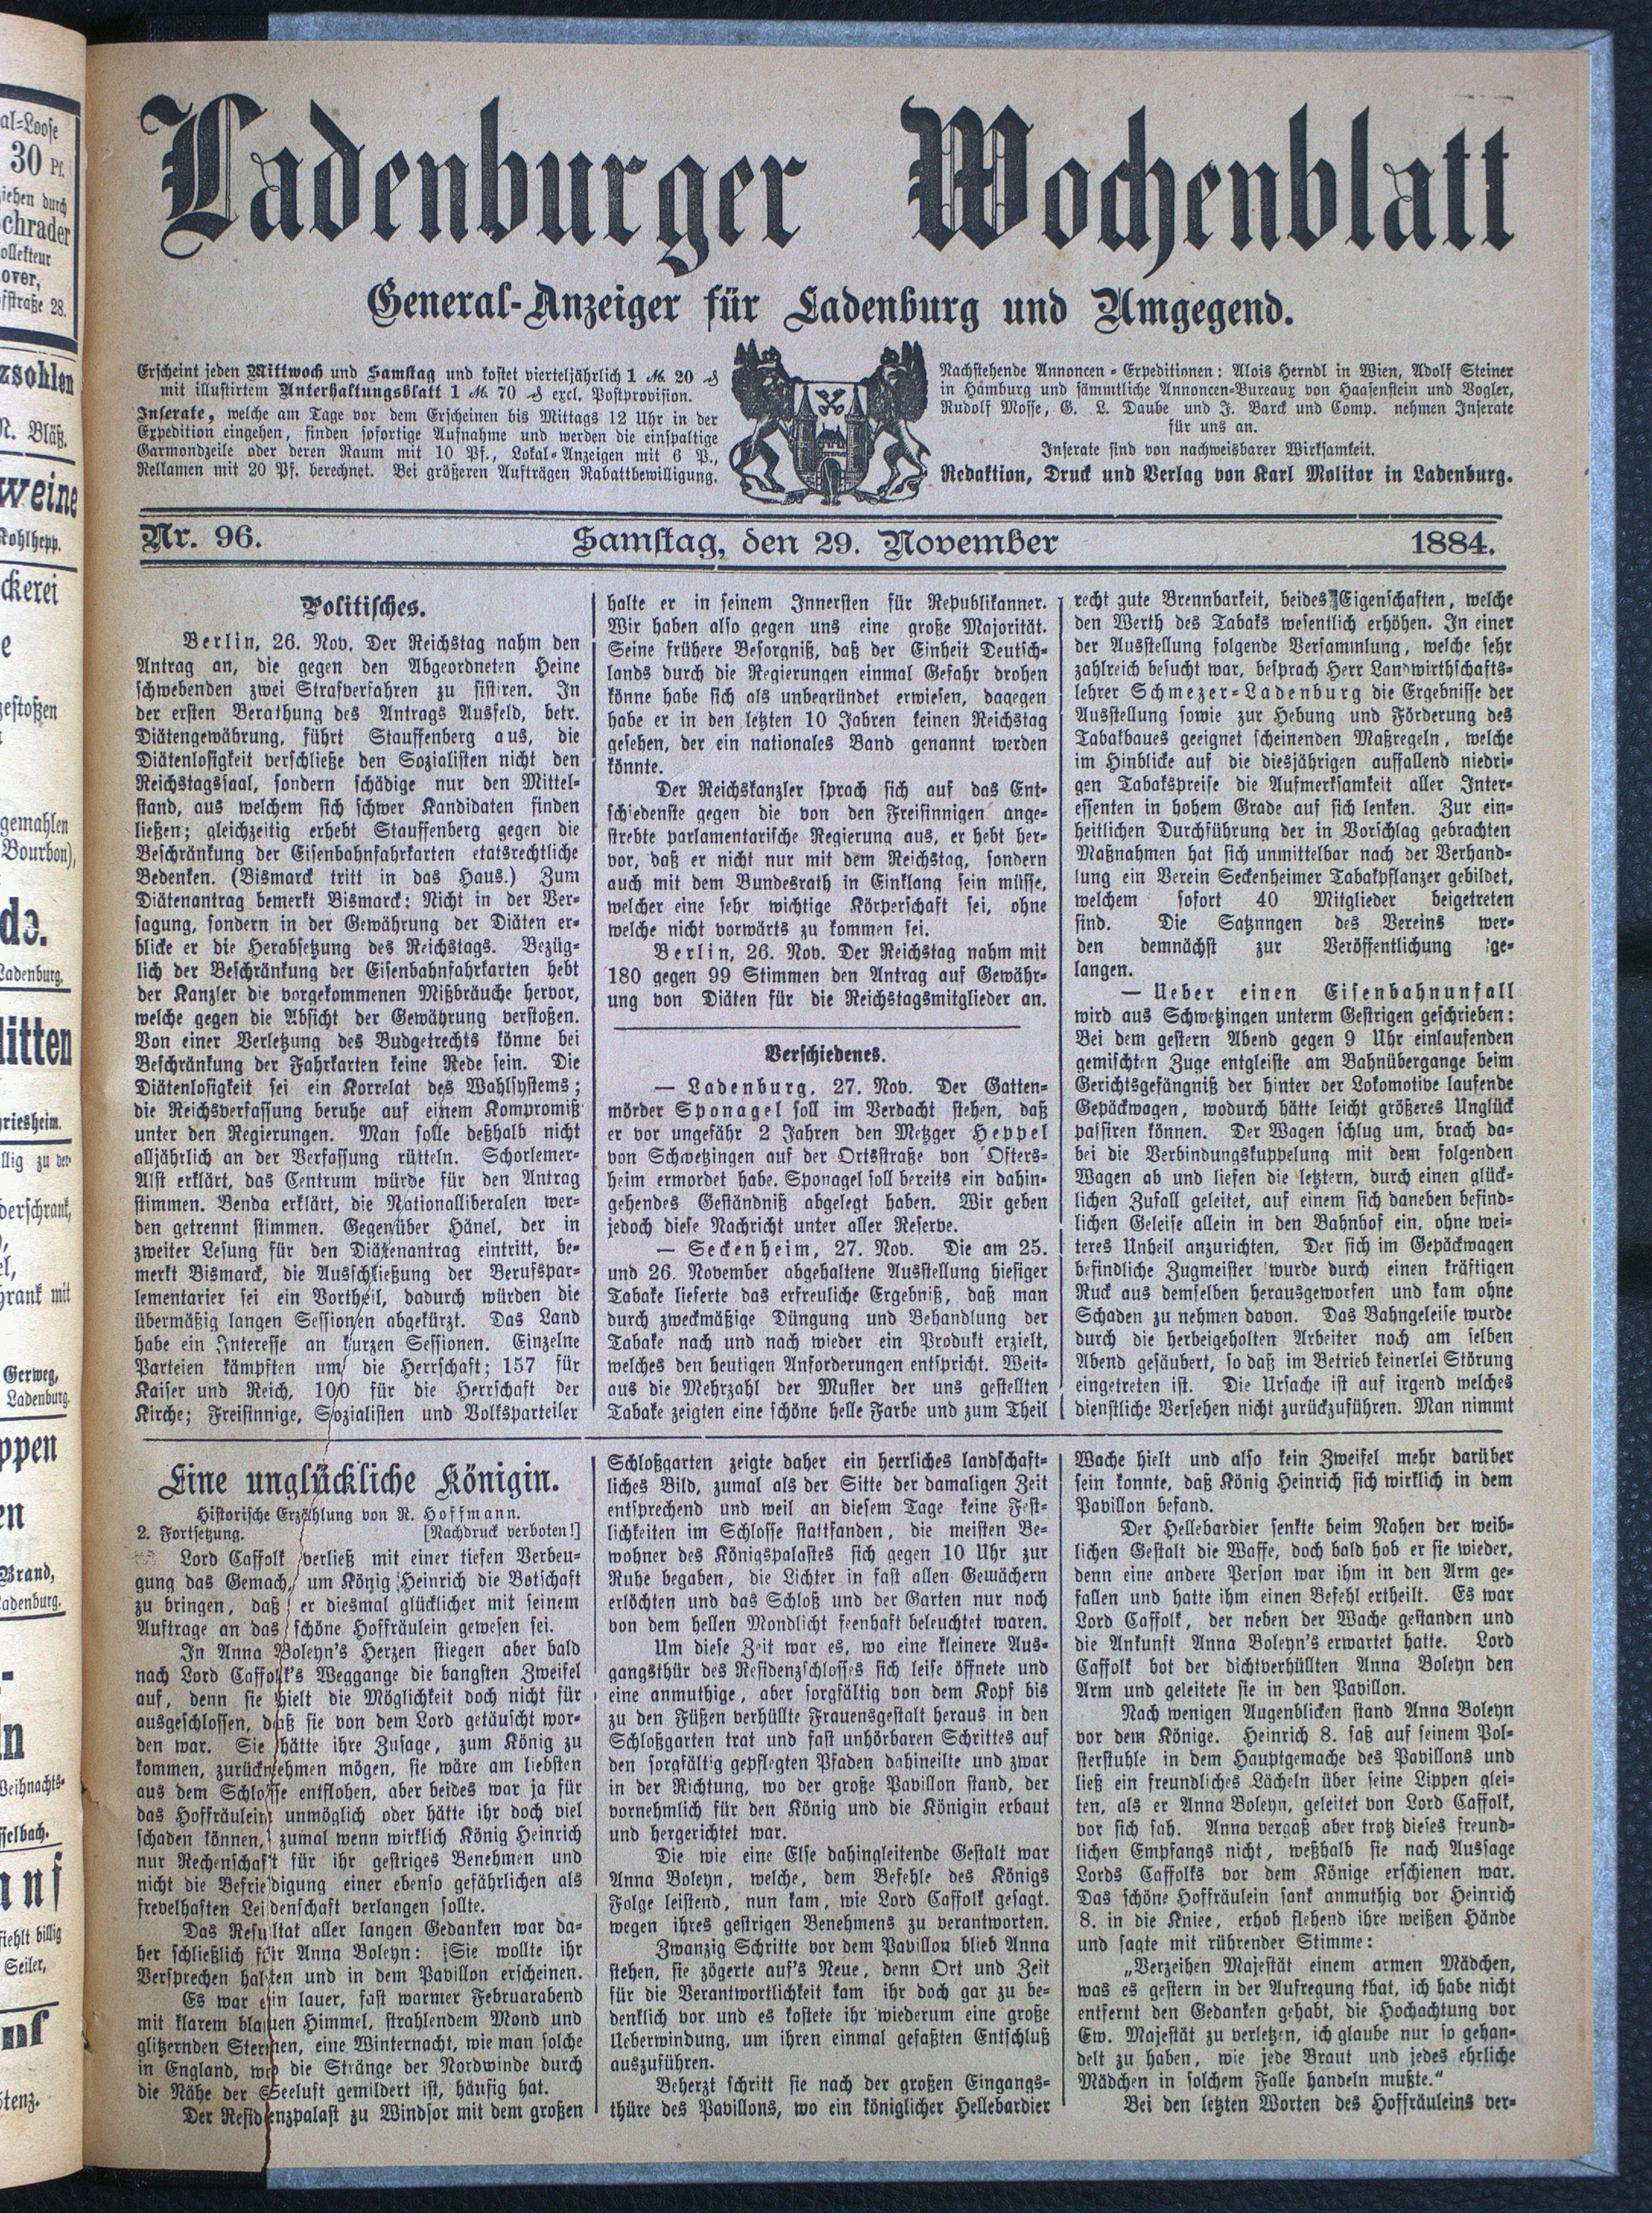 Ladenburger Wochenblatt
General-Anzeiger für Ladenburg und Umgegend.
Erscheint jeden Mittwoch und Samstag und kostet vierteljährlich 1 M. 20 ₰
mit illustirtem Unterhaltungsblatt 1 M. 70 ₰ excl. Postprovision.
Inserate, welche am Tage vor dem Erscheinen bis Mittags 12 Uhr in der
Expedition eingehen, finden sofortige Aufnahme und werden die einspaltige
Garmondzeile oder deren Raum mit 10 Pf., Lokal-Anzeigen mit 6 P.,
Reklamen mit 20 Pf. berechnet. Bei größeren Aufträgen Rabattbewilligung.
Nachstehende Annoncen-Expeditionen: Alois Herndl in Wien, Adolf Steiner
in Hamburg und sämmtliche Annoncen-Bureaux von Haasenstein und Vogler,
Rudolf Mosse, G. L. Daube und J. Barck und Comp. nehmen Inserate
für uns an.
Inserate sind von nachweisbarer Wirksamkeit.
Redaktion, Druck und Verlag von Karl Molitor in Ladenburg.
Nr. 96. Samstag, den 29. November 1884.
Politisches.
Berlin, 26. Nov. Der Reichstag nahm den
Antrag an, die gegen den Abgeordneten Heine
schwebenden zwei Strafverfahren zu sistiren. In
der ersten Berathung des Antrags Ausfeld, betr.
Diätengewährung, führt Stauffenberg aus, die
Diätenlosigkeit verschließe den Sozialisten nicht den
Reichstagssaal, sondern schädige nur den Mittel-
stand, aus welchem sich schwer Kandidaten finden
ließen; gleichzeitig erhebt Stauffenberg gegen die
Beschränkung der Eisenbahnfahrkarten etatsrechtliche
Bedenken. (Bismarck tritt in das Haus.) Zum
Diätenantrag bemerkt Bismarck: Nicht in der Ver-
sagung, sondern in der Gewährung der Diäten er-
blicke er die Herabsetzung des Reichstags. Bezüg-
lich der Beschränkung der Eisenbahnfahrkarten hebt
der Kanzler die vorgekommenen Mißbräuche hervor,
welche gegen die Absicht der Gewährung verstoßen.
Von einer Verletzung des Budgetrechts könne bei
Beschränkung der Fahrkarten keine Rede sein. Die
Diätenlosigkeit sei ein Korrelat des Wahlsystems;
die Reichsverfassung beruhe auf einem Kompromiß
unter den Regierungen. Man solle deßhalb nicht
alljährlich an der Verfassung rütteln. Schorlemer-
Alst erklärt, das Centrum würde für den Antrag
stimmen. Benda erklärt, die Nationalliberalen wer-
den getrennt stimmen. Gegenüber Hänel, der in
zweiter Lesung für den Diätenantrag eintritt, be-
merkt Bismarck, die Ausschließung der Berufspar-
lementarier sei ein Vortheil, dadurch würden die
übermäßig langen Sessionen abgekürzt. Das Land
habe ein Interesse an kurzen Sessionen. Einzelne
Parteien kämpften um die Herrschaft; 157 für
Kaiser und Reich, 100 für die Herrschaft der
Kirche; Freisinnige, Sozialisten und Volksparteiler
halte er in seinem Innersten für Republikanner.
Wir haben also gegen uns eine große Majorität.
Seine frühere Besorgniß, daß der Einheit Deutsch-
lands durch die Regierungen einmal Gefahr drohen
könne habe sich als unbegründet erwiesen, dagegen
habe er in den letzten 10 Jahren keinen Reichstag
gesehen, der ein nationales Band genannt werden
könnte.
Der Reichskanzler sprach sich auf das Ent-
schiedenste gegen die von den Freisinnigen ange-
strebte parlamentarische Regierung aus, er hebt her-
vor, daß er nicht nur mit dem Reichstag, sondern
auch mit dem Bundesrath in Einklang sein müsse,
welcher eine sehr wichtige Körperschaft sei, ohne
welche nicht vorwärts zu kommen sei.
Berlin, 26. Nov. Der Reichstag nahm mit
180 gegen 99 Stimmen den Antrag auf Gewähr-
ung von Diäten für die Reichstagsmitglieder an.
Verschiedenes.
— Ladenburg, 27. Nov. Der Gatten-
mörder Sponagel soll im Verdacht stehen, daß
er vor ungefähr 2 Jahren den Metzger Heppel
von Schwetzingen auf der Ortsstraße von Ofters-
heim ermordet habe. Sponagel soll bereits ein dahin-
gehendes Geständniß abgelegt haben. Wir geben
jedoch diese Nachricht unter aller Reserve.
— Seckenheim, 27. Nov. Die am 25.
und 26. November abgehaltene Ausstellung hiesiger
Tabake lieferte das erfreuliche Ergebniß, daß man
durch zweckmäßige Düngung und Behandlung der
Tabake nach und nach wieder ein Produkt erzielt,
welches den heutigen Anforderungen entspricht. Weit-
aus die Mehrzahl der Muster der uns gestellten
Tabake zeigten eine schöne helle Farbe und zum Theil
recht gute Brennbarkeit, beides Eigenschaften, welche
den Werth des Tabaks wesentlich erhöhen. In einer
der Ausstellung folgende Versammlung, welche sehr
zahlreich besucht war, besprach Herr Landwirthschafts-
lehrer Schmezer-Ladenburg die Ergebnisse der
Ausstellung sowie zur Hebung und Förderung des
Tabakbaues geeignet scheinenden Maßregeln, welche
im Hinblicke auf die diesjährigen auffallend niedri-
gen Tabakspreise die Aufmerksamkeit aller Inter-
essenten in hohem Grade auf sich lenken. Zur ein-
heitlichen Durchführung der in Vorschlag gebrachten
Maßnahmen hat sich unmittelbar nach der Verhand-
lung ein Verein Seckenheimer Tabakpflanzer gebildet,
welchem sofort 40 Mitglieder beigetreten
sind. Die Satznngen des Vereins wer-
den demnächst zur Veröffentlichung ge-
langen.
— Ueber einen Eisenbahnunfall
wird aus Schwetzingen unterm Gestrigen geschrieben:
Bei dem gestern Abend gegen 9 Uhr einlaufenden
gemischten Zuge entgleiste am Bahnübergange beim
Gerichtsgefängniß der hinter der Lokomotive laufende
Gepäckwagen, wodurch hätte leicht größeres Unglück
passiren können. Der Wagen schlug um, brach da-
bei die Verbindungskuppelung mit dem folgenden
Wagen ab und liefen die letztern, durch einen glück-
lichen Zufall geleitet, auf einem sich daneben befind-
lichen Geleise allein in den Bahnhof ein, ohne wei-
teres Unheil anzurichten, Der sich im Gepäckwagen
befindliche Zugmeister wurde durch einen kräftigen
Ruck aus demselben herausgeworfen und kam ohne
Schaden zu nehmen davon. Das Bahngeleise wurde
durch die herbeigeholten Arbeiter noch am selben
Abend gesäubert, so daß im Betrieb keinerlei Störung
eingetreten ist. Die Ursache ist auf irgend welches
dienstliche Versehen nicht zurückzuführen. Man nimmt
Eine unglückliche Königin.
Historische Erzählung von R. Hoffmann.
2. Fortsetzung. [Nachdruck verboten!]
Lord Caffolk verließ mit einer tiefen Verbeu-
gung das Gemach, um König Heinrich die Botschaft
zu bringen, daß er diesmal glücklicher mit seinem
Auftrage an das schöne Hoffräulein gewesen sei.
In Anna Boleyn's Herzen stiegen aber bald
nach Lord Caffolk's Weggange die bangsten Zweifel
auf, denn sie hielt die Möglichkeit doch nicht für
ausgeschlossen, daß sie von dem Lord getäuscht wor-
den war. Sie hätte ihre Zusage, zum König zu
kommen, zurücknehmen mögen, sie wäre am liebsten
aus dem Schlosse entflohen, aber beides war ja für
das Hoffräulein unmöglich oder hätte ihr doch viel
schaden können, zumal wenn wirklich König Heinrich
nur Rechenschaft für ihr gestriges Benehmen und
nicht die Befriedigung einer ebenso gefährlichen als
frevelhaften Leidenschaft verlangen sollte.
Das Resultat aller langen Gedanken war da-
her schließlich für Anna Boleyn: Sie wollte ihr
Versprechen halten und in dem Pavillon erscheinen.
Es war ein lauer, fast warmer Februarabend
mit klarem blauen Himmel, strahlendem Mond und
glitzernden Sternen, eine Winternacht, wie man solche
in England, wo die Stränge der Nordwinde durch
die Nähe der Seeluft gemildert ist, häufig hat.
Der Residenzpalast zu Windsor mit dem großen
Schloßgarten zeigte daher ein herrliches landschaft-
liches Bild, zumal als der Sitte der damaligen Zeit
entsprechend und weil an diesem Tage keine Fest-
lichkeiten im Schlosse stattfanden, die meisten Be-
wohner des Königspalastes sich gegen 10 Uhr zur
Ruhe begaben, die Lichter in fast allen Gemächern
erlöchten und das Schloß und der Garten nur noch
von dem hellen Mondlicht feenhaft beleuchtet waren.
Um diese Zeit war es, wo eine kleinere Aus-
gangsthür des Residenzschlosses sich leise öffnete und
eine anmuthige, aber sorgfältig von dem Kopf bis
zu den Füßen verhüllte Frauensgestalt heraus in den
Schloßgarten trat und fast unhörbaren Schrittes auf
den sorgfältig gepflegten Pfaden dahineilte und zwar
in der Richtung, wo der große Pavillon stand, der
vornehmlich für den König und die Königin erbaut
und hergerichtet war.
Die wie eine Else dahingleitende Gestalt war
Anna Boleyn, welche, dem Befehle des Königs
Folge leistend, nun kam, wie Lord Caffolk gesagt.
wegen ihres gestrigen Benehmens zu verantworten.
Zwanzig Schritte vor dem Pavillon blieb Anna
stehen, sie zögerte auf's Neue, denn Ort und Zeit
für die Verantwortlichkeit kam ihr doch gar zu be-
denklich vor und es kostete ihr wiederum eine große
Ueberwindung, um ihren einmal gefaßten Entschluß
auszuführen.
Beherzt schritt sie nach der großen Eingangs-
thüre des Pavillons, wo ein königlicher Hellebardier
Wache hielt und also kein Zweifel mehr darüber
sein konnte, daß König Heinrich sich wirklich in dem
Pavillon befand.
Der Hellebardier senkte beim Nahen der weib-
lichen Gestalt die Waffe, doch bald hob er sie wieder,
denn eine andere Person war ihm in den Arm ge-
fallen und hatte ihm einen Befehl ertheilt. Es war
Lord Caffolk, der neben der Wache gestanden und
die Ankunft Anna Boleyn's erwartet hatte. Lord
Caffolk bot der dichtverhüllten Anna Boleyn den
Arm und geleitete sie in den Pavillon.
Nach wenigen Augenblicken stand Anna Boleyn
vor dem Könige. Heinrich 8. saß auf seinem Pol-
sterstuhle in dem Hauptgemache des Pavillons und
ließ ein freundliches Lächeln über seine Lippen glei-
ten, als er Anna Boleyn, geleitet von Lord Caffolk,
vor sich sah. Anna vergaß aber trotz dieses freund-
lichen Empfangs nicht, weßhalb sie nach Aussage
Lords Caffolks vor dem Könige erschienen war.
Das schöne Hoffräulein sank anmuthig vor Heinrich
8. in die Kniee, erhob flehend ihre weißen Hände
und sagte mit rührender Stimme:
„Verzeihen Majestät einem armen Mädchen,
was es gestern in der Aufregung that, ich habe nicht
entfernt den Gedanken gehabt, die Hochachtung vor
Ew. Majestät zu verletzen, ich glaube nur so gehan-
delt zu haben, wie jede Braut und jedes ehrliche
Mädchen in solchem Falle handeln mußte.“
Bei den letzten Worten des Hoffräuleins ver-